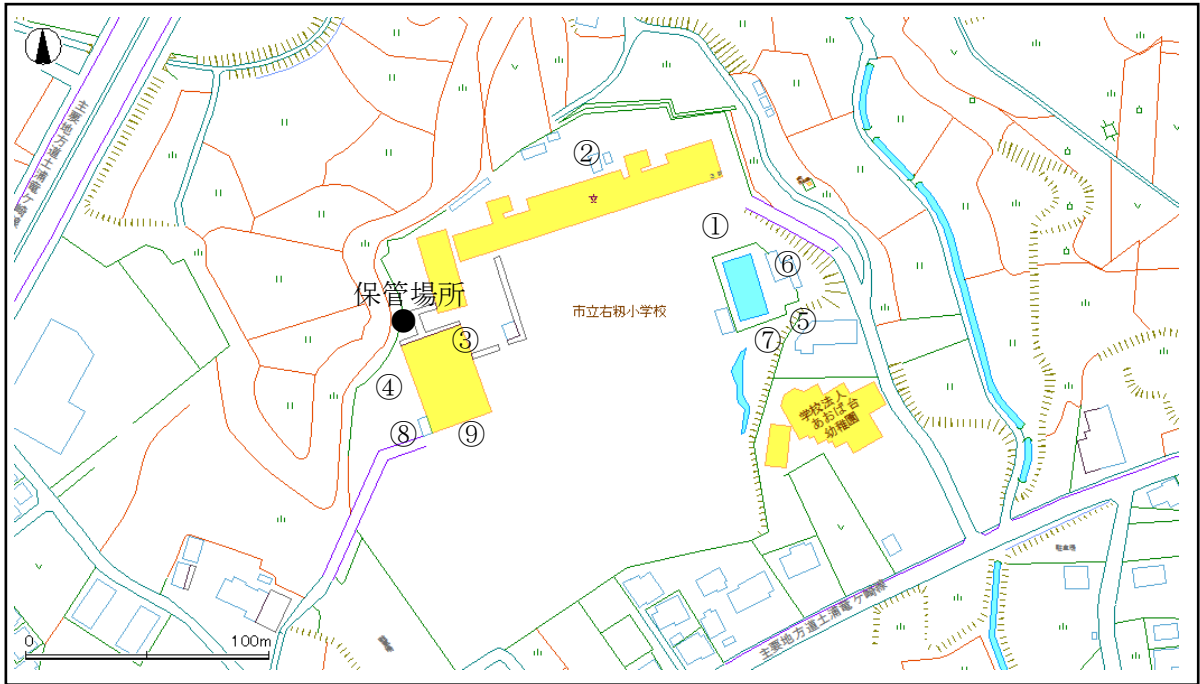 主要地方道土浦竜ケ崎線
②
①
⑥
保管場所
市立右籾小学校
③
⑤
⑦
④
学校法人
あおば台
幼稚園
⑧
⑨
主要地方道土浦竜ケ崎線
0
100m